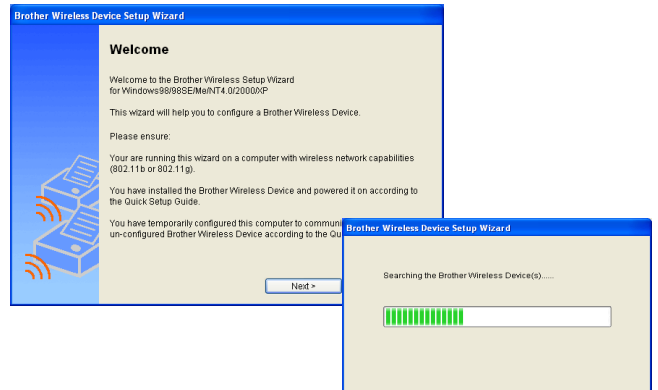 Brother Wireless Device Setup Wizard
Welcome
Welcome to the Brother Wireless Setup Wizard
for Windows98/98SE/Me/NT4.0/2000/XP
This wizard will help you to configure a Brother Wireless Device.
Please ensure:
Your are running this wizard on a computer with wireless network capabilities
(802.11b or 802.11g).
You have installed the Brother Wireless Device and powered it on according to
the Quick Setup Guide.
You have temporarily configured this computer to communi
un-configured Brother Wireless Device according to the Qu
Next >
Brother Wireless Device Setup Wizard
Searching the Brother Wireless Device(s)......